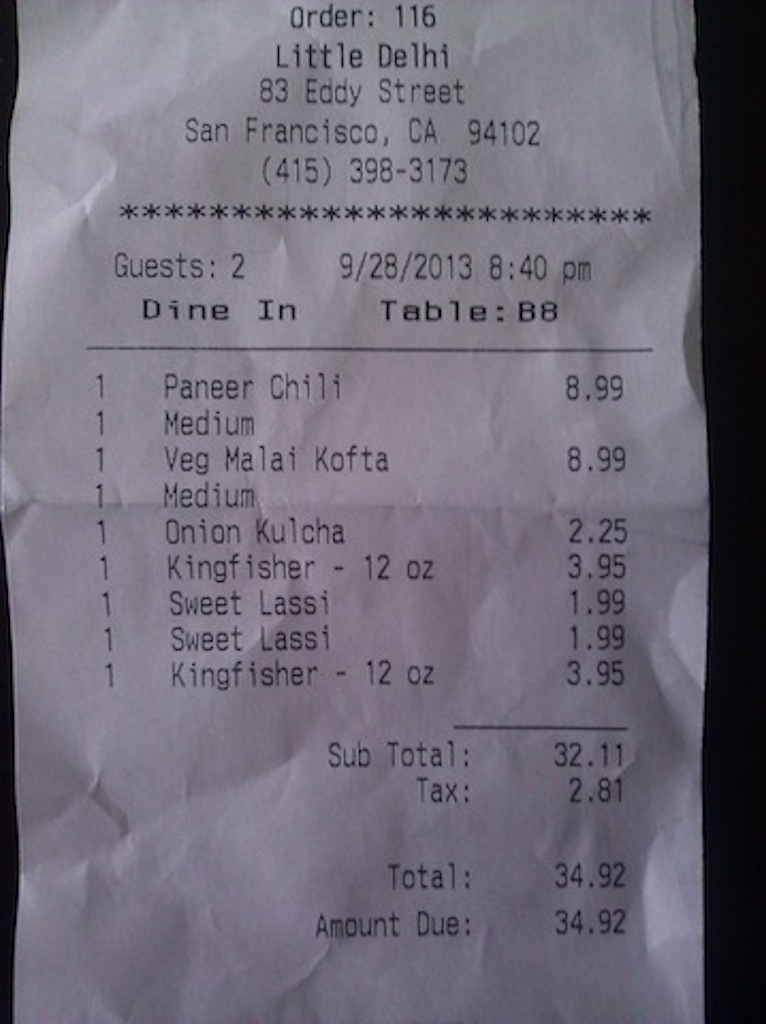 Order: 116
Little Delhi
83 Eddy Street
San Francisco, CA 94102
(415) 398-3173
************************
Guests: 2 9/28/2013 8:40 pm
Dine In Table:B8
1 Paneer Chili 8.99
1 Medium
1 Veg Malai Kofta 8.99
1 Medium
1 Onion Kulcha 2.25
1 Kingfisher - 12 oz 3.95
1 Sweet Lassi 1.99
1 Sweet Lassi 1.99
1 Kingfisher - 12 oz 3.95
Sub Total: 32.11
Tax: 2.81
Total: 34.92
Amount Due: 34.92